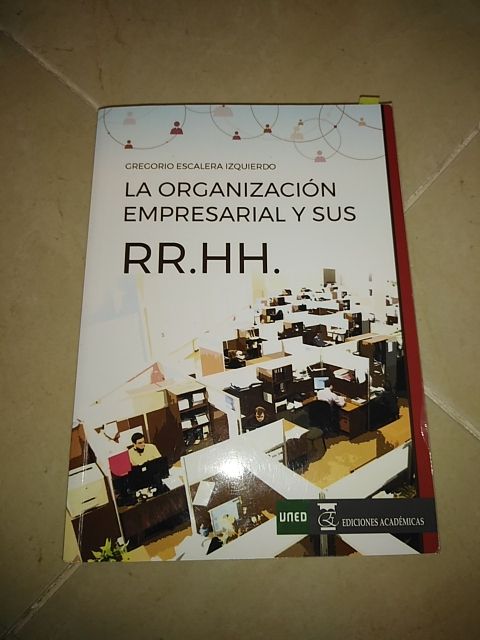 GREGORIO ESCALERA IZQUIERDO
LA ORGANIZACIÓN
EMPRESARIAL Y SUS
RR.HH.
UNED
EDICIONES ACADÉMICAS